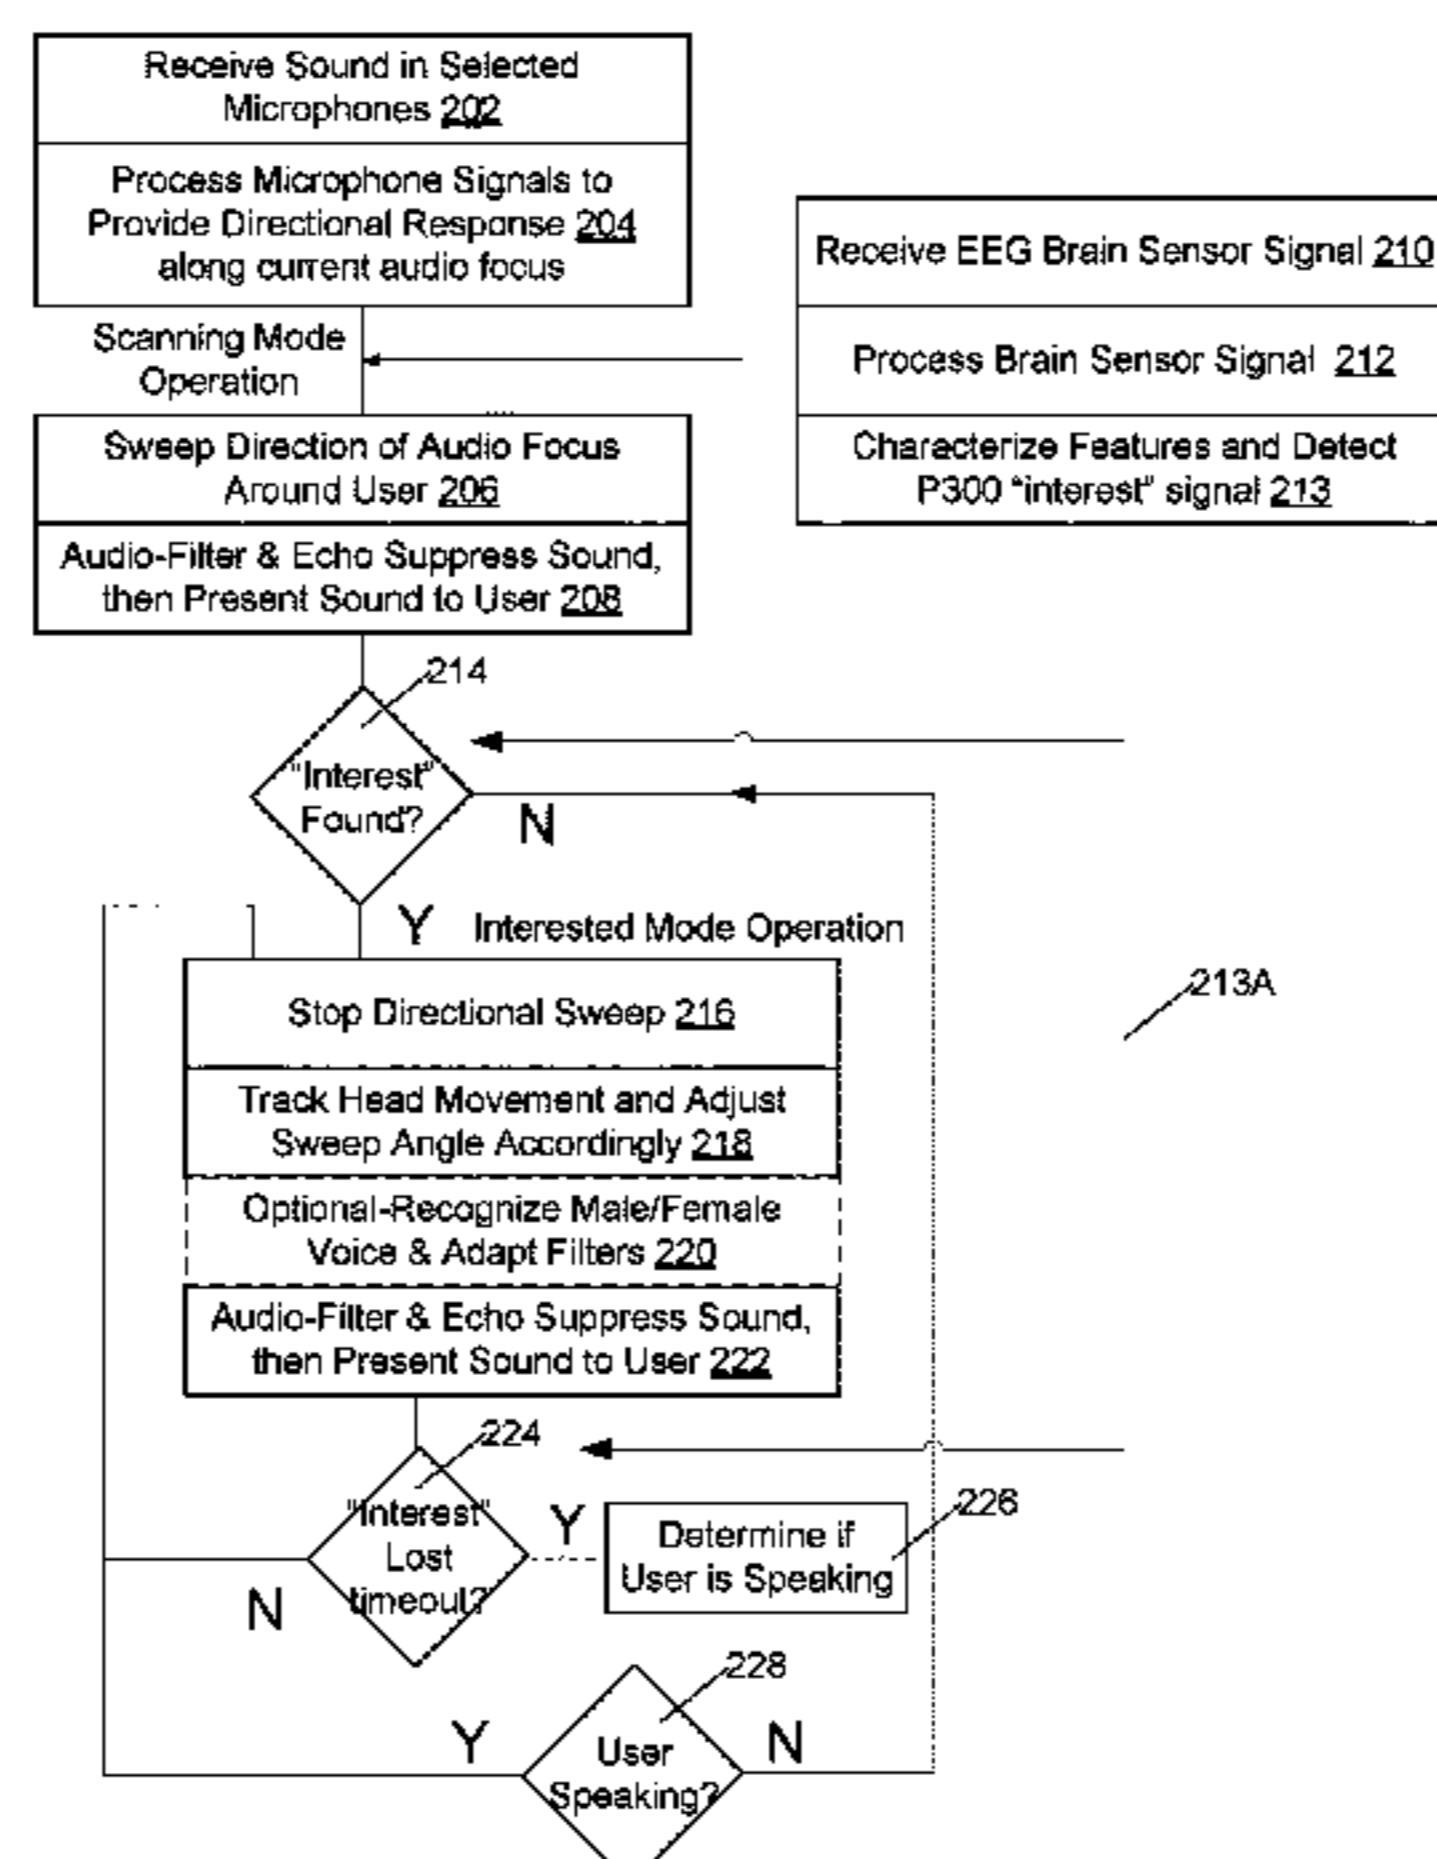 Receive Sound in Selected
Microphones 202
Process Microphone Signals to
Provide Directional Response 204
along current audio focus
Scanning Mode
Operation
Sweep Direction of Audio Focus
Around User 206
Audio-Filter & Echo Suppress Sound,
then Present Sound to User 208
Receive EEG Brain Sensor Signal 210
Process Brain Sensor Signal 212
Characterize Features and Detect
P300 "interest" signal 213
214
"Interest"
Found?
N
Y
Interested Mode Operation
Stop Directional Sweep 216
Track Head Movement and Adjust
Sweep Angle Accordingly 218
Optional-Recognize Male/Female
Voice & Adapt Filters 220
Audio-Filter & Echo Suppress Sound,
then Present Sound to User 222
213A
224
"Interest"
Lost
timeout?
Y
N
Determine if
User is Speaking
226
228
User
Speaking?
Y
N